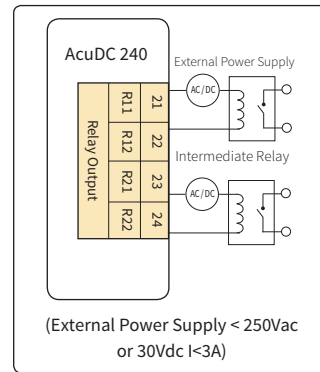 AcuDC 240
External Power Supply
AC/DC
Relay Output
R11
21
R12
22
Intermediate Relay
R21
23
AC/DC
R22
24
(External Power Supply < 250Vac
or 30Vdc I<3A)